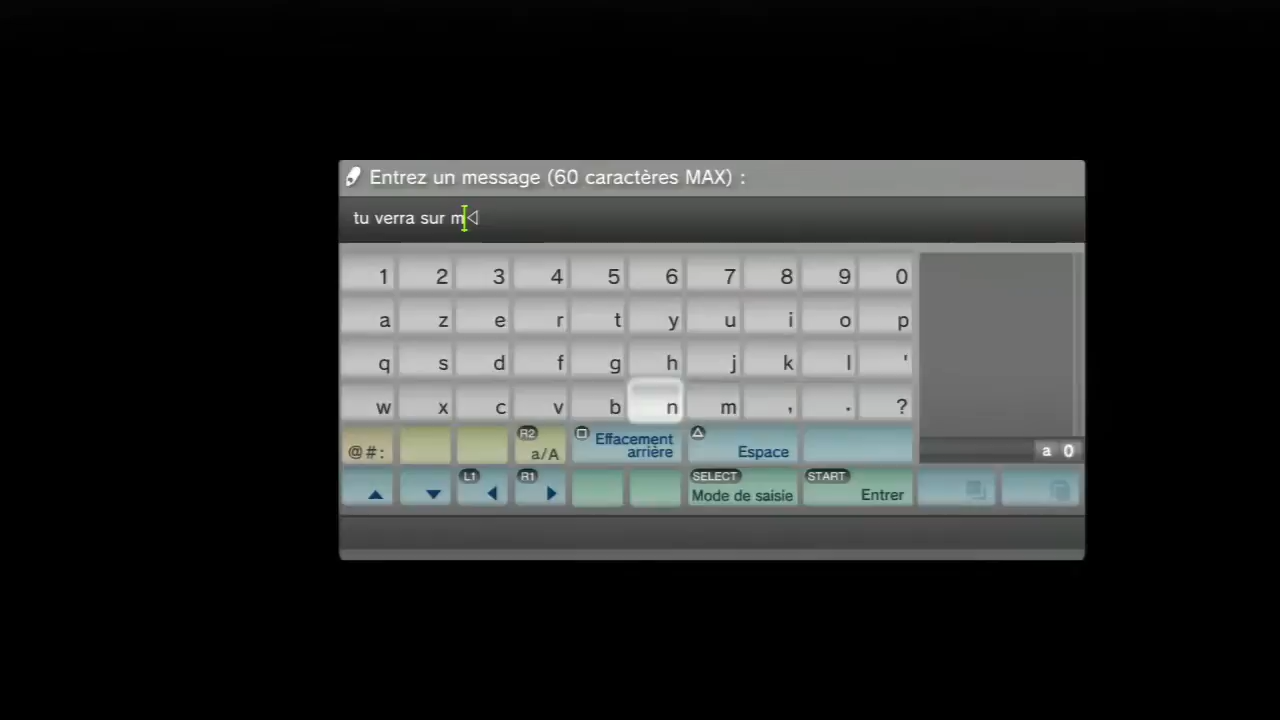 Entrez un message (60 caractères MAX) :
tu verra sur m
1 2 3 4 5 6 7 8 9 0
a z e r t y u i o p
q s d f g h j k l '
w x c v b n m , . ?
@#: R2 a/A Effacement arrière Espace a 0
L1 R1 SELECT Mode de saisie START Entrer